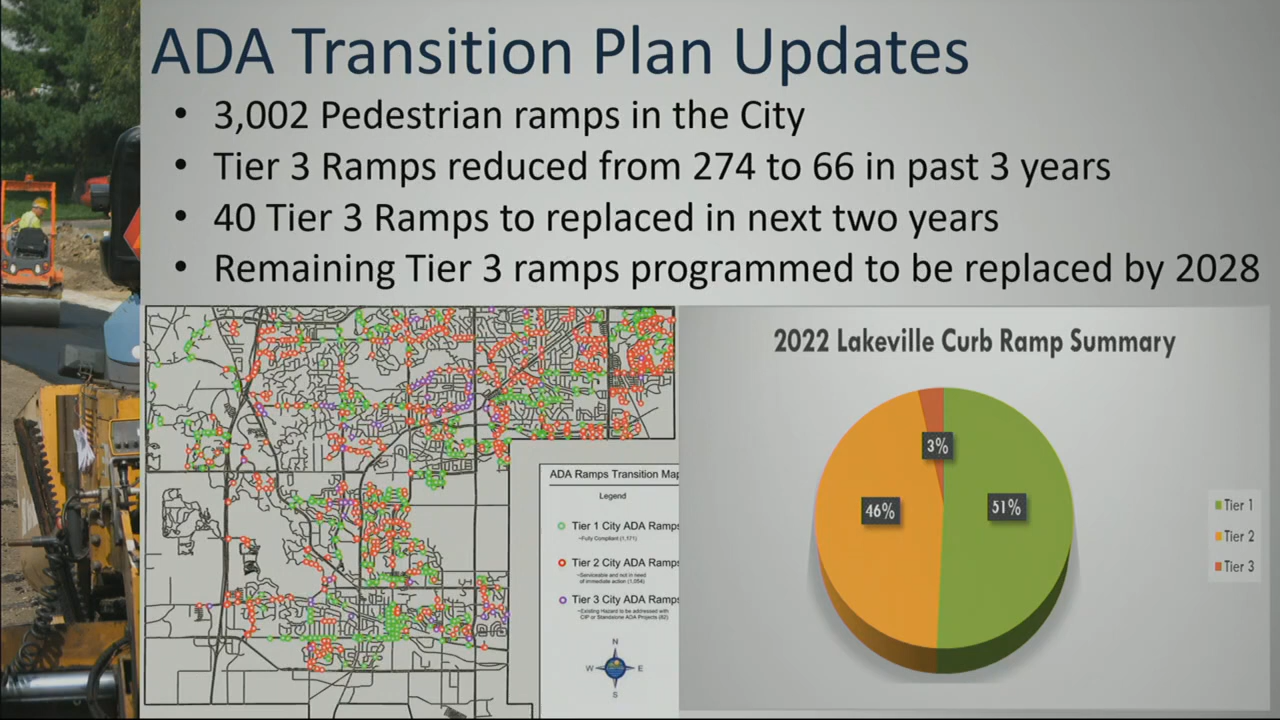 ADA Transition Plan Updates
• 3,002 Pedestrian ramps in the City
• Tier 3 Ramps reduced from 274 to 66 in past 3 years
• 40 Tier 3 Ramps to replaced in next two years
• Remaining Tier 3 ramps programmed to be replaced by 2028
ADA Ramps Transition Map
Legend
Tier 1 City ADA Ramps
-Fully Compliant (1,171)
Tier 2 City ADA Ramps
-Serviceable and not in need
of immediate action (1,054)
Tier 3 City ADA Ramps
-Existing Hazard to be addressed with
CIP or Standalone ADA Projects (62)
N
W E
S
2022 Lakeville Curb Ramp Summary
3%
46%
51%
Tier 1
Tier 2
Tier 3